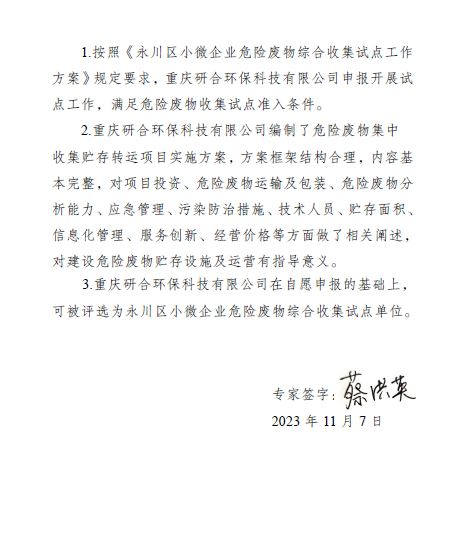 1.按照《永川区小微企业危险废物综合收集试点工作
方案》规定要求，重庆研合环保科技有限公司申报开展试
点工作，满足危险废物收集试点准入条件。
2.重庆研合环保科技有限公司编制了危险废物集中
收集贮存转运项目实施方案，方案框架结构合理，内容基
本完整，对项目投资、危险废物运输及包装、危险废物分
析能力、应急管理、污染防治措施、技术人员、贮存面积、
信息化管理、服务创新、经营价格等方面做了相关阐述，
对建设危险废物贮存设施及运营有指导意义。
3.重庆研合环保科技有限公司在自愿申报的基础上，
可被评选为永川区小微企业危险废物综合收集试点单位。
专家签字：蔡洪英
2023 年 11 月 7 日